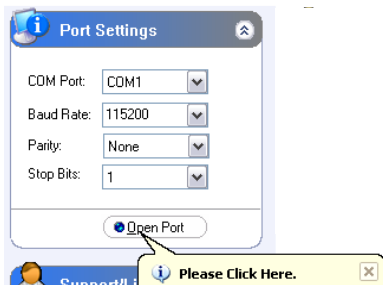 Port Settings
COM Port: COM1
Baud Rate: 115200
Parity: None
Stop Bits: 1
Open Port
Please Click Here.